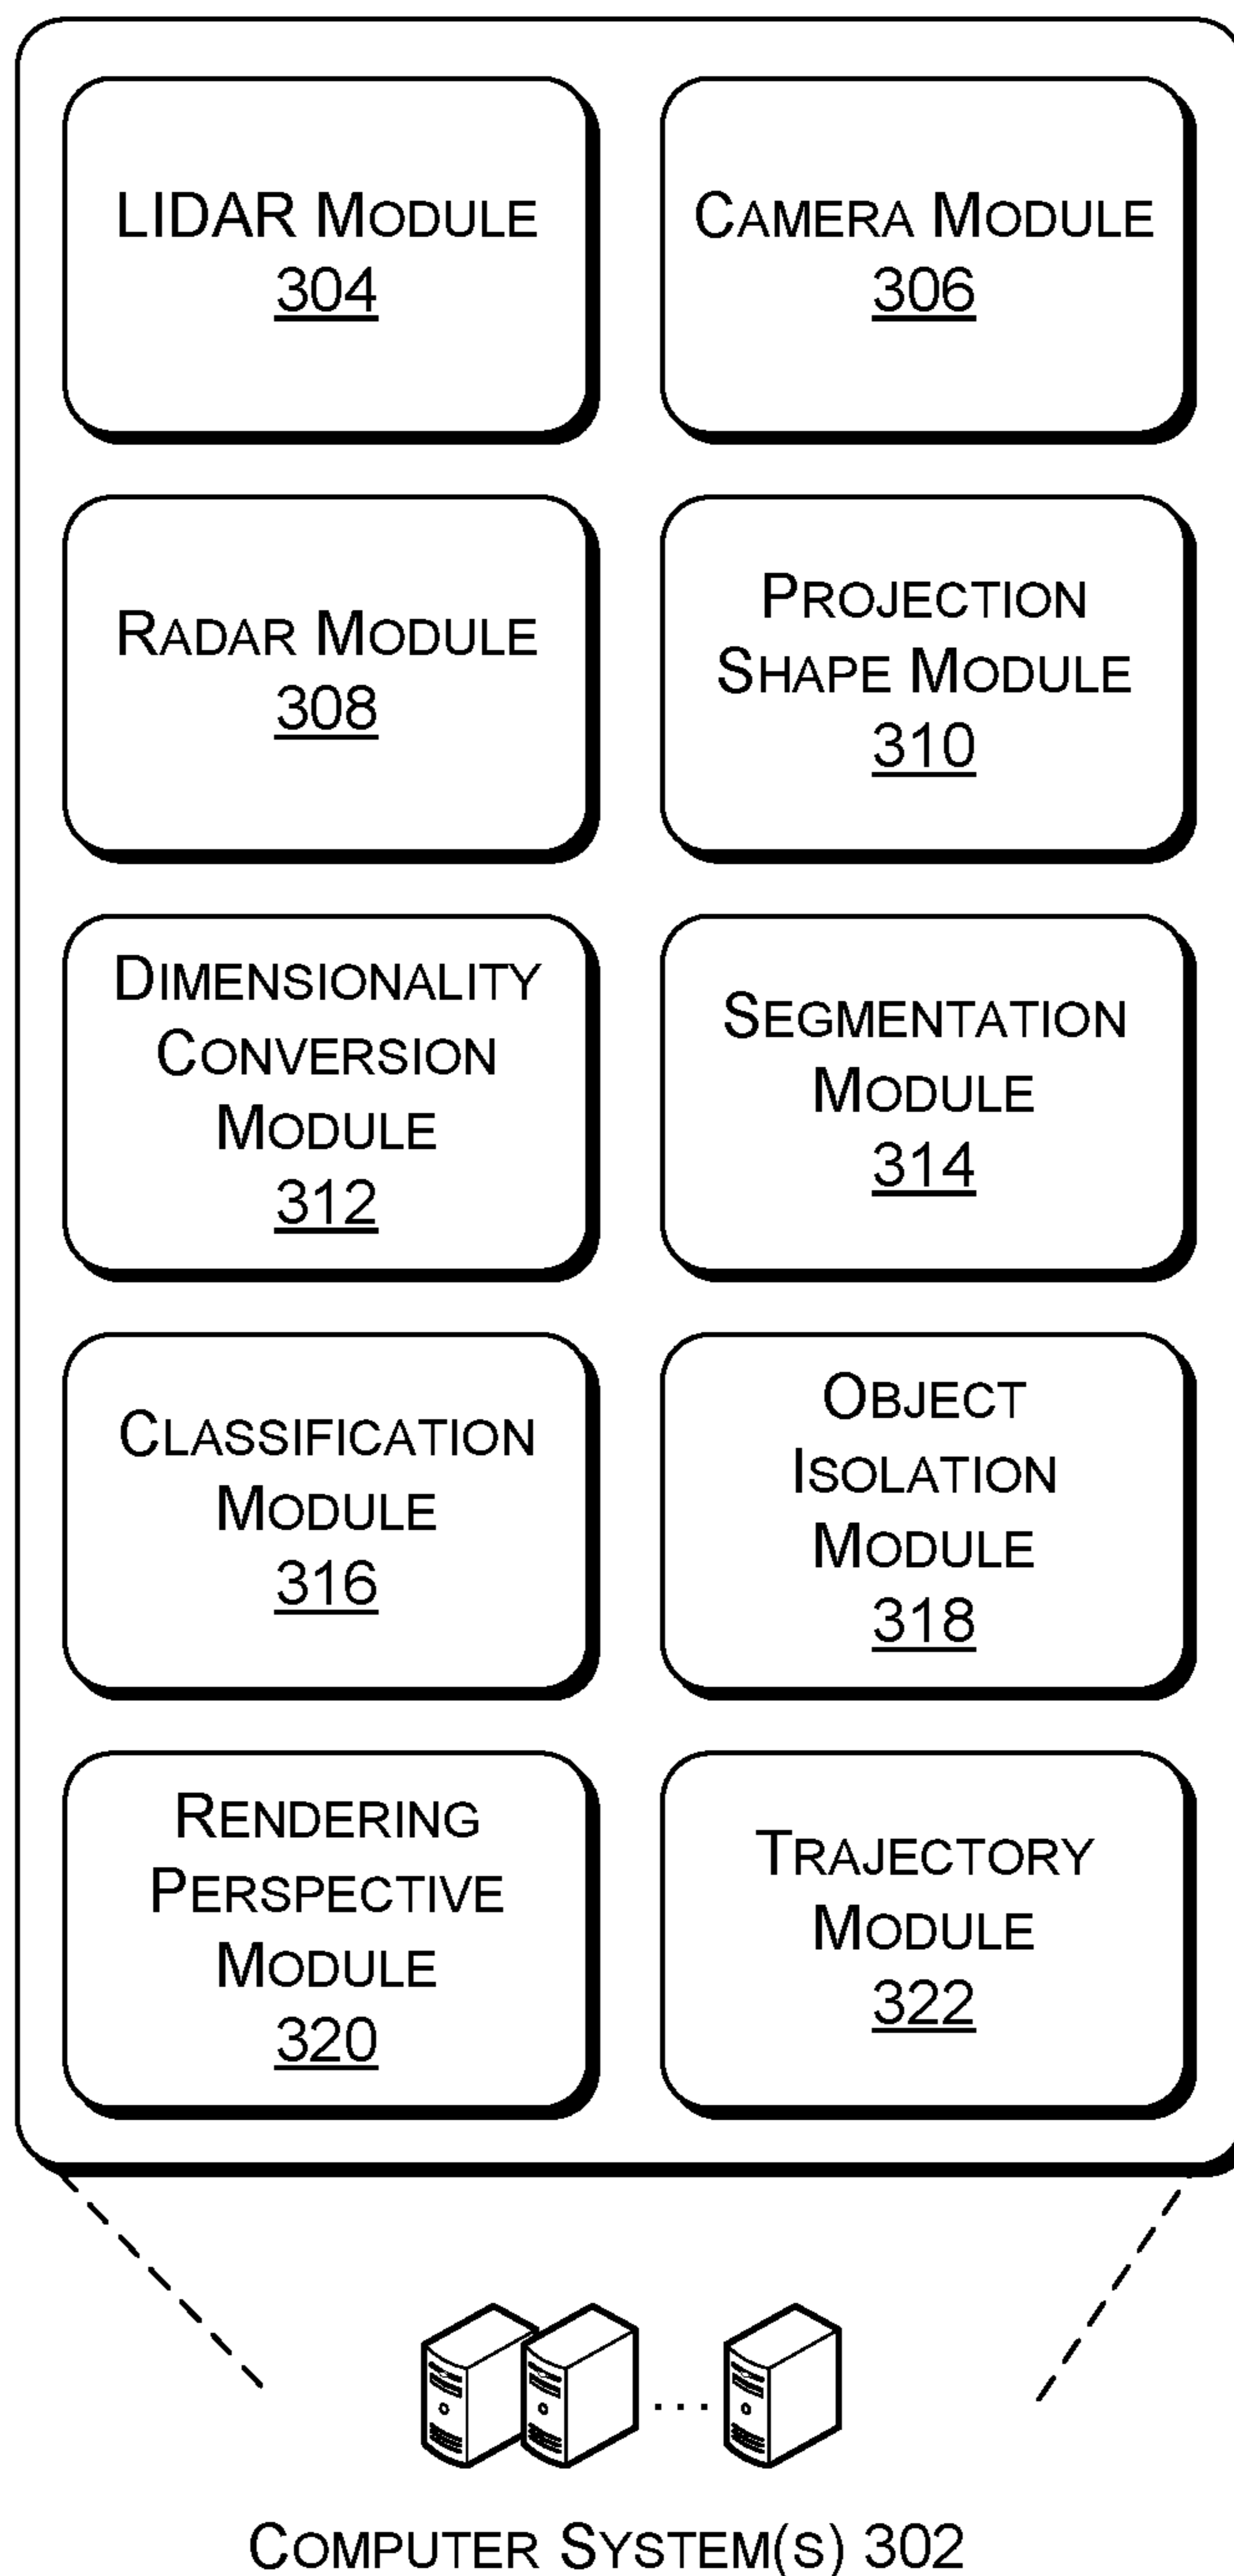 LIDAR MODULE
304
CAMERA MODULE
306
RADAR MODULE
308
PROJECTION
SHAPE MODULE
310
DIMENSIONALITY
CONVERSION
MODULE
312
SEGMENTATION
MODULE
314
CLASSIFICATION
MODULE
316
OBJECT
ISOLATION
MODULE
318
RENDERING
PERSPECTIVE
MODULE
320
TRAJECTORY
MODULE
322
...
COMPUTER SYSTEM(S) 302